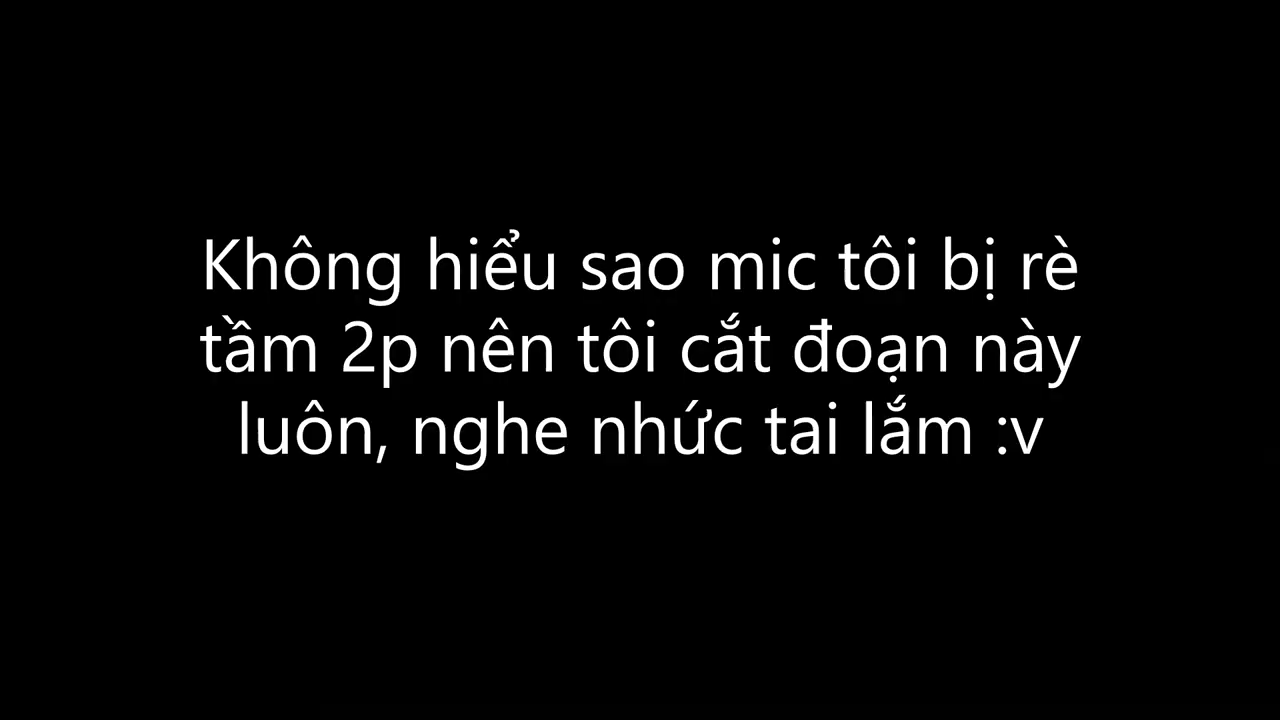 Không hiểu sao mic tôi bị rè
tầm 2p nên tôi cắt đoạn này
luôn, nghe nhức tai lắm :v